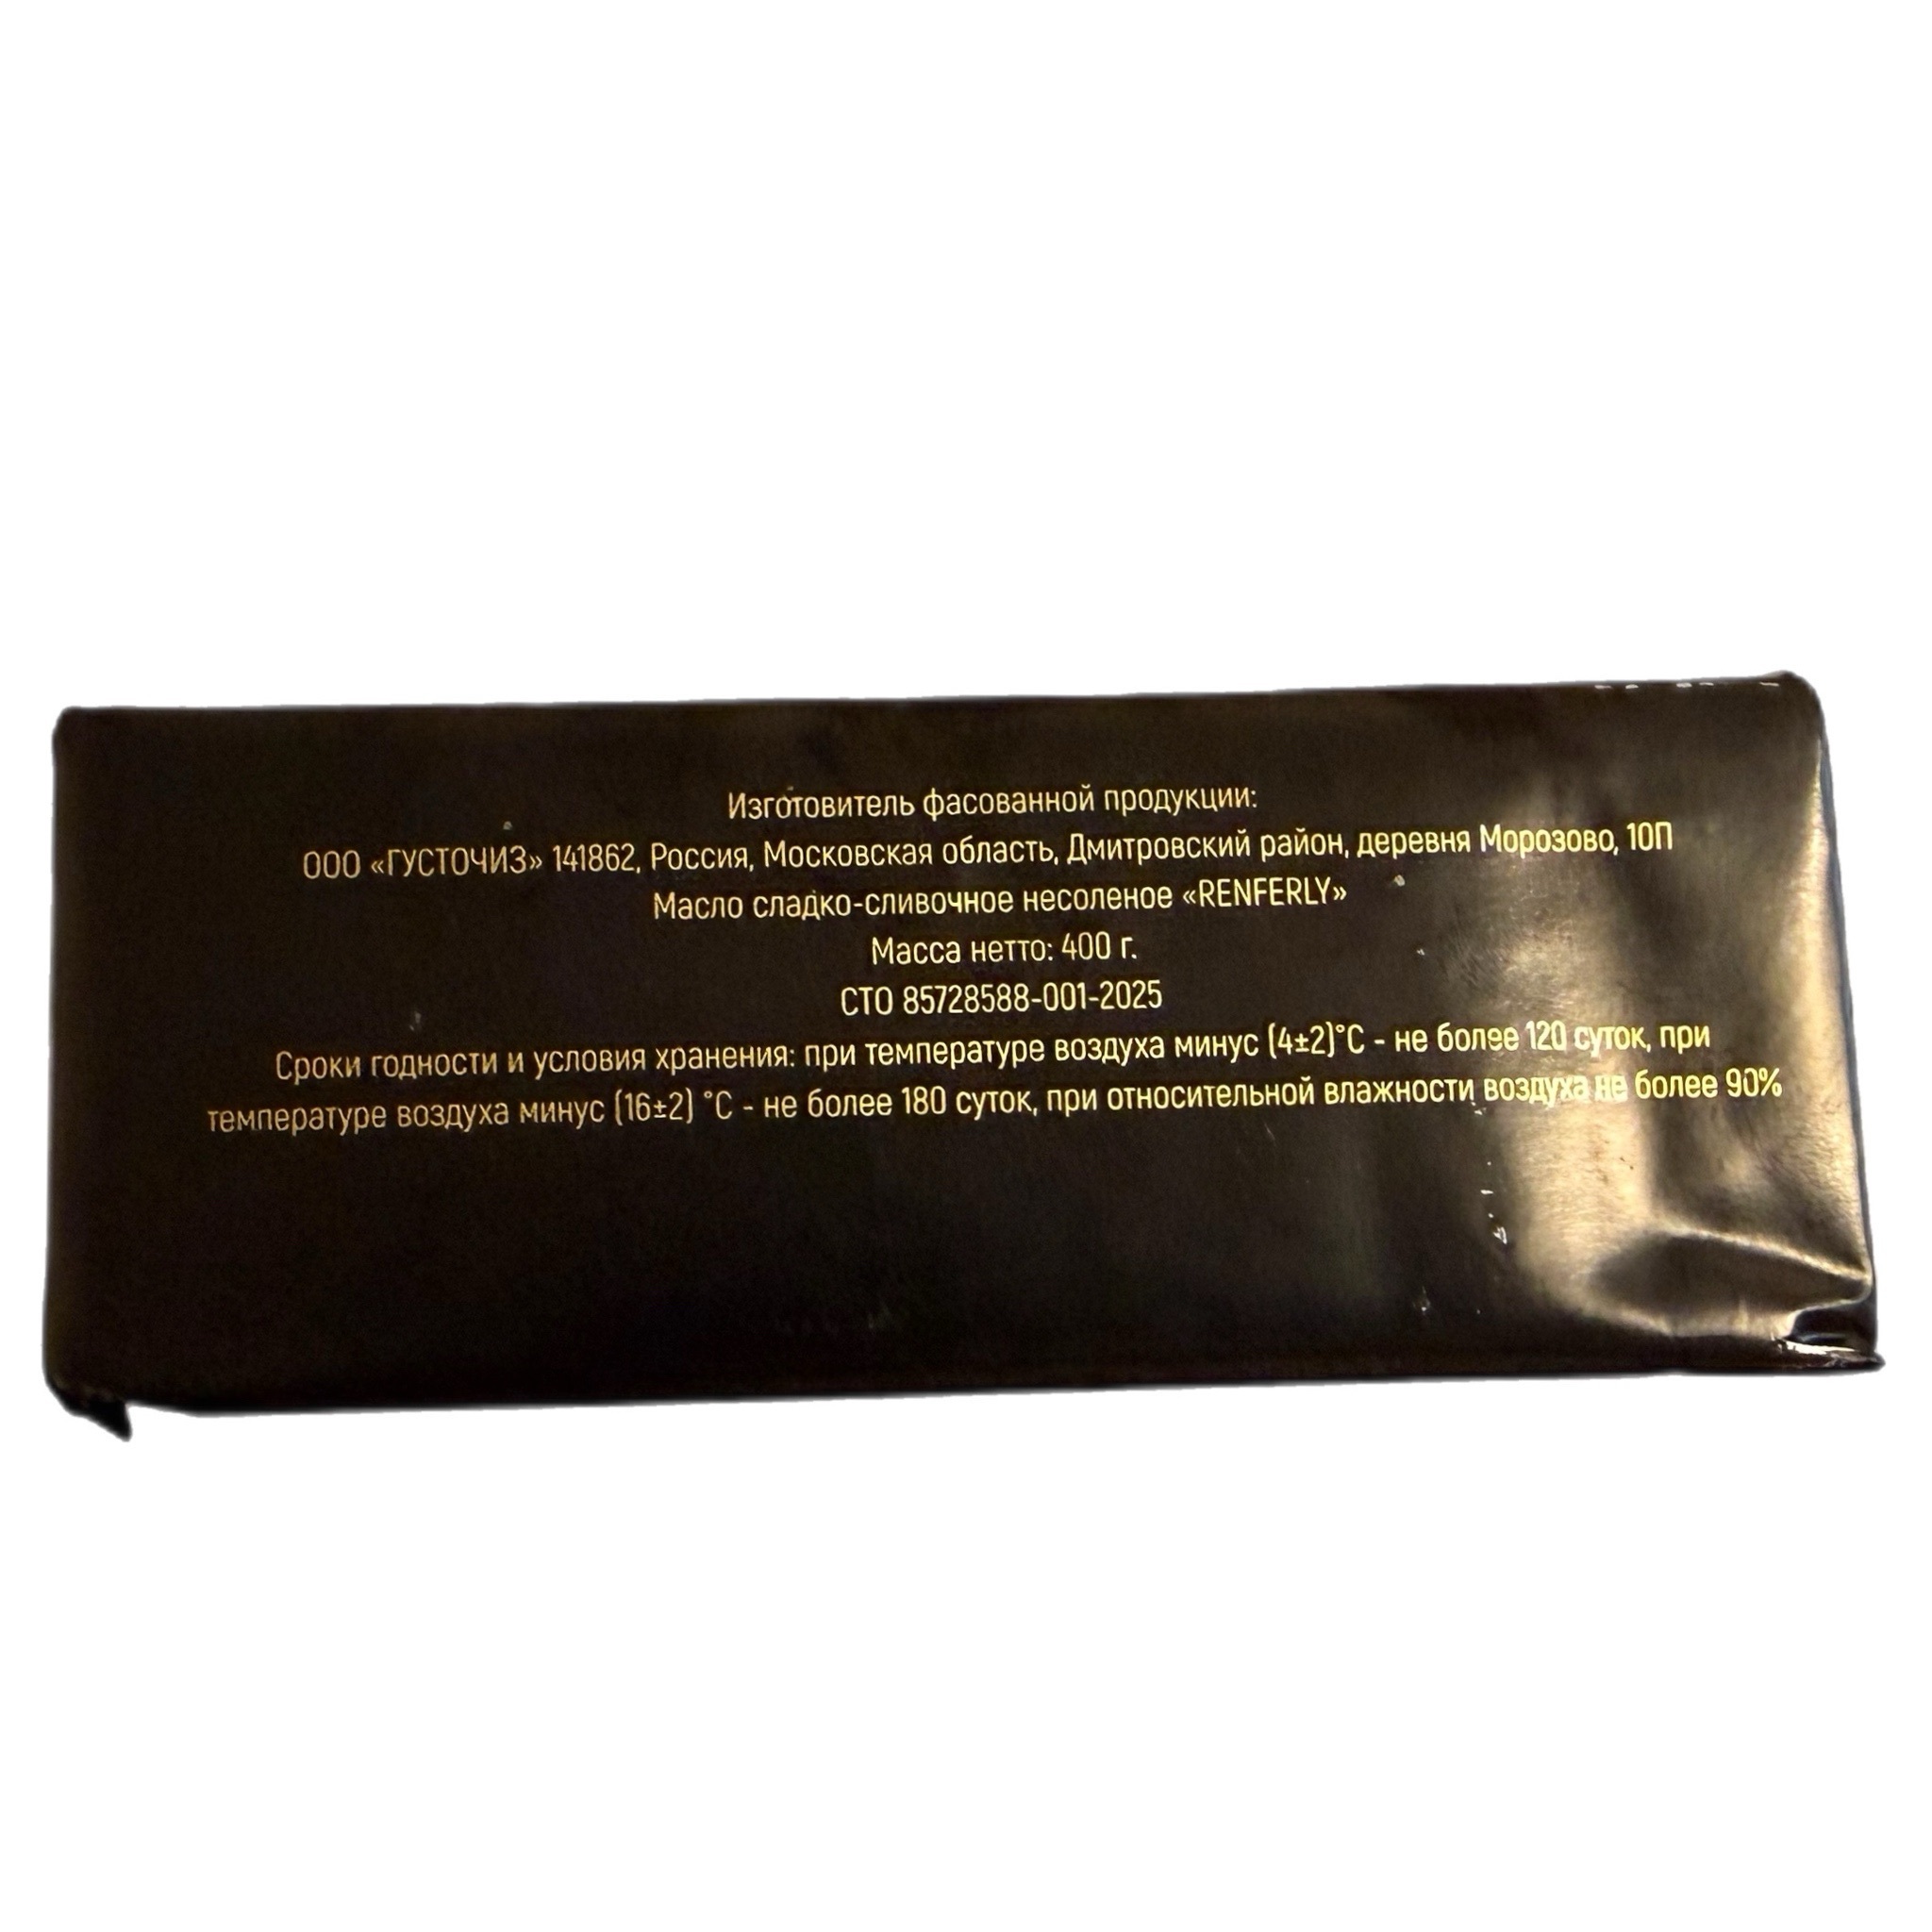 Изготовитель фасованной продукции:
ООО «ГУСТОЧИЗ» 141862, Россия, Московская область, Дмитровский район, деревня Морозово, 10П
Масло сладко-сливочное несоленое «RENFERLY»
Масса нетто: 400 г.
СТО 85728588-001-2025
Сроки годности и условия хранения: при температуре воздуха минус (4±2)°С - не более 120 суток, при
температуре воздуха минус (16±2) °С - не более 180 суток, при относительной влажности воздуха не более 90%